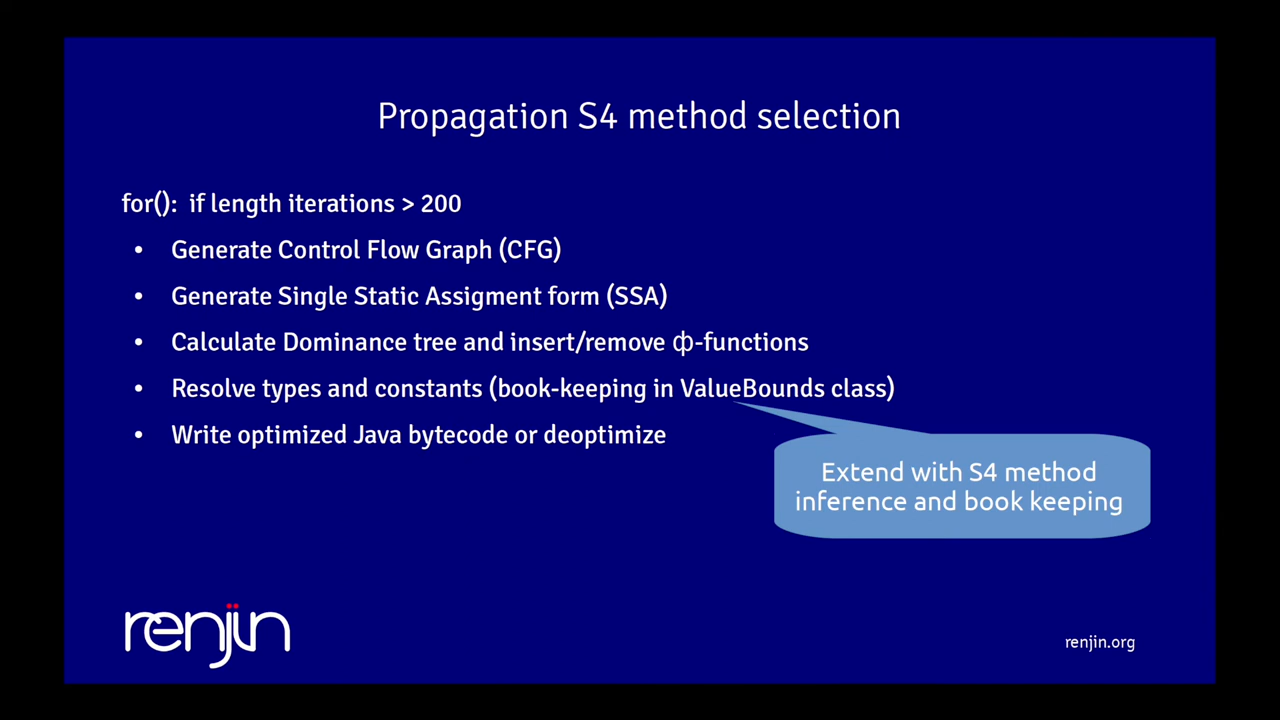 Propagation S4 method selection
for():  if length iterations > 200
• Generate Control Flow Graph (CFG)
• Generate Single Static Assigment form (SSA)
• Calculate Dominance tree and insert/remove ф-functions
• Resolve types and constants (book-keeping in ValueBounds class)
• Write optimized Java bytecode or deoptimize
Extend with S4 method
inference and book keeping
renjin
renjin.org